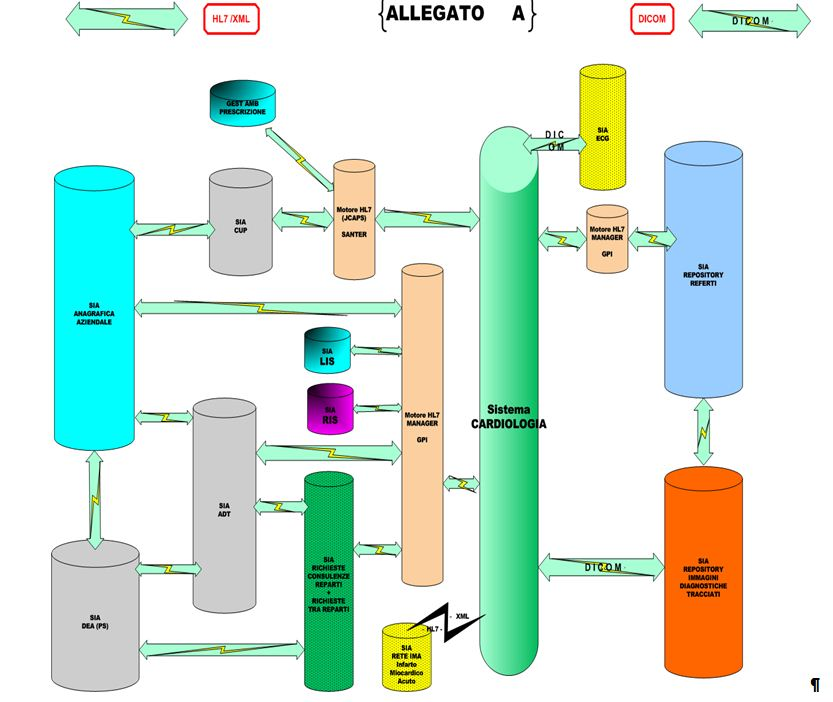 HL7 /XML
{ALLEGATO A}
DICOM
DICOM
GEST AMB
PRESCRIZIONE
DIC
OM
SIA
ECG
SIA
CUP
Motore HL7
(JCAPS)
SANTER
Motore HL7
MANAGER
GPI
SIA
REPOSITORY
REFERTI
SIA
ANAGRAFICA
AZIENDALE
SIA
LIS
SIA
RIS
Motore HL7
MANAGER
GPI
Sistema
CARDIOLOGIA
SIA
ADT
SIA
RICHIESTE
CONSULENZE
REPARTI
+
RICHIESTE
TRA REPARTI
DICOM
SIA
REPOSITORY
IMMAGINI
DIAGNOSTICHE
TRACCIATI
SIA
DEA (PS)
- XML
- HL7 -
SIA
RETE IMA
Infarto
Miocardico
Acuto
¶